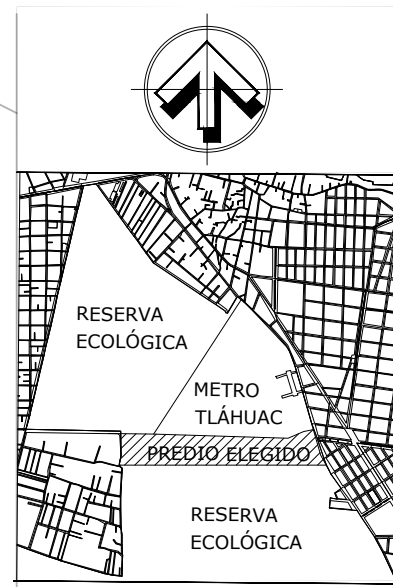 RESERVA
ECOLÓGICA
METRO
TLÁHUAC
PREDIO ELEGIDO
RESERVA
ECOLÓGICA